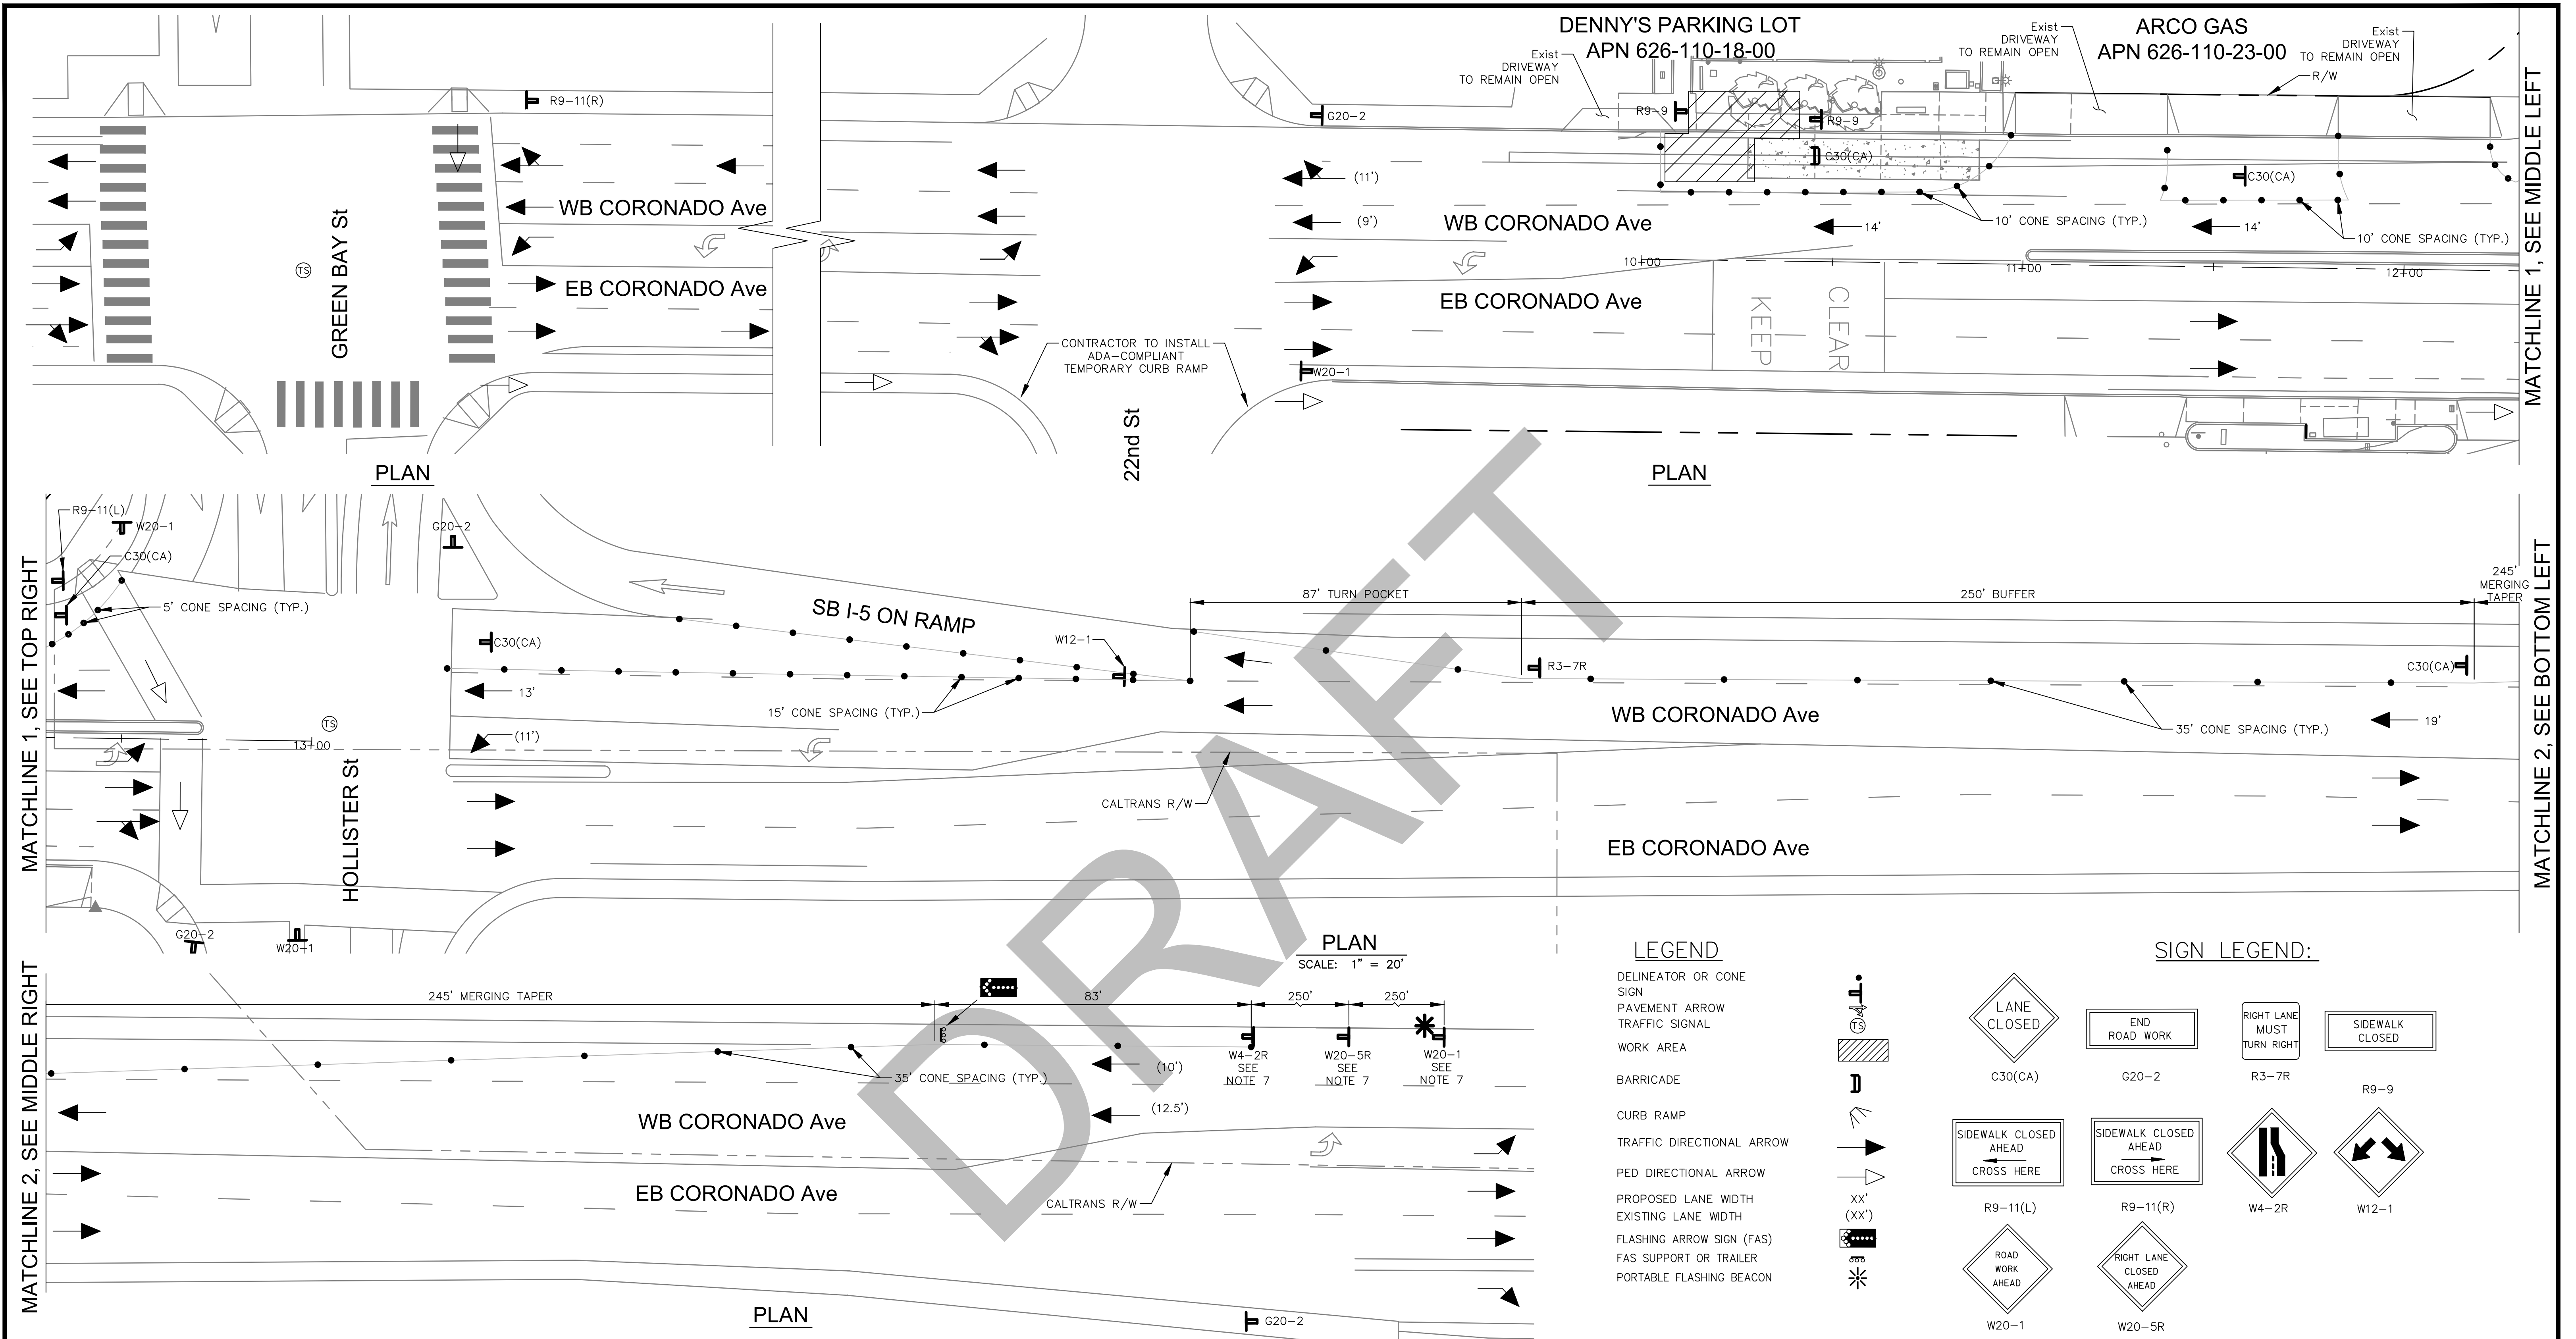 DENNY'S PARKING LOT
APN 626-110-18-00
ARCO GAS
APN 626-110-23-00
Exist
DRIVEWAY
TO REMAIN OPEN
Exist
DRIVEWAY
TO REMAIN OPEN
Exist
DRIVEWAY
TO REMAIN OPEN
R/W
R9-11(R)
G20-2
R9-9
R9-9
C30(CA)
C30(CA)
(11')
(9')
WB CORONADO Ave
WB CORONADO Ave
14'
14'
10' CONE SPACING (TYP.)
10' CONE SPACING (TYP.)
10+00
11+00
12+00
TS
GREEN BAY St
EB CORONADO Ave
EB CORONADO Ave
KEEP
CLEAR
CONTRACTOR TO INSTALL
ADA-COMPLIANT
TEMPORARY CURB RAMP
W20-1
22nd St
MATCHLINE 1, SEE MIDDLE LEFT
PLAN
PLAN
MATCHLINE 1, SEE TOP RIGHT
R9-11(L)
W20-1
C30(CA)
G20-2
5' CONE SPACING (TYP.)
SB I-5 ON RAMP
C30(CA)
W12-1
87' TURN POCKET
250' BUFFER
245'
MERGING
TAPER
R3-7R
C30(CA)
13'
15' CONE SPACING (TYP.)
(11')
TS
13+00
WB CORONADO Ave
19'
35' CONE SPACING (TYP.)
CALTRANS R/W
HOLLISTER St
EB CORONADO Ave
G20-2
W20-1
MATCHLINE 2, SEE BOTTOM LEFT
PLAN
SCALE: 1" = 20'
MATCHLINE 2, SEE MIDDLE RIGHT
245' MERGING TAPER
83'
250'
250'
W4-2R
SEE
NOTE 7
W20-5R
SEE
NOTE 7
W20-1
SEE
NOTE 7
35' CONE SPACING (TYP.)
(10')
(12.5')
WB CORONADO Ave
EB CORONADO Ave
CALTRANS R/W
G20-2
PLAN
DRAFT
LEGEND
DELINEATOR OR CONE
SIGN
PAVEMENT ARROW
TRAFFIC SIGNAL
TS
WORK AREA
BARRICADE
CURB RAMP
TRAFFIC DIRECTIONAL ARROW
PED DIRECTIONAL ARROW
PROPOSED LANE WIDTH XX'
EXISTING LANE WIDTH (XX')
FLASHING ARROW SIGN (FAS)
FAS SUPPORT OR TRAILER
PORTABLE FLASHING BEACON
SIGN LEGEND:
LANE
CLOSED
C30(CA)
END
ROAD WORK
G20-2
RIGHT LANE
MUST
TURN RIGHT
R3-7R
SIDEWALK
CLOSED
R9-9
SIDEWALK CLOSED
AHEAD
CROSS HERE
R9-11(L)
SIDEWALK CLOSED
AHEAD
CROSS HERE
R9-11(R)
W4-2R
W12-1
ROAD
WORK
AHEAD
W20-1
RIGHT LANE
CLOSED
AHEAD
W20-5R